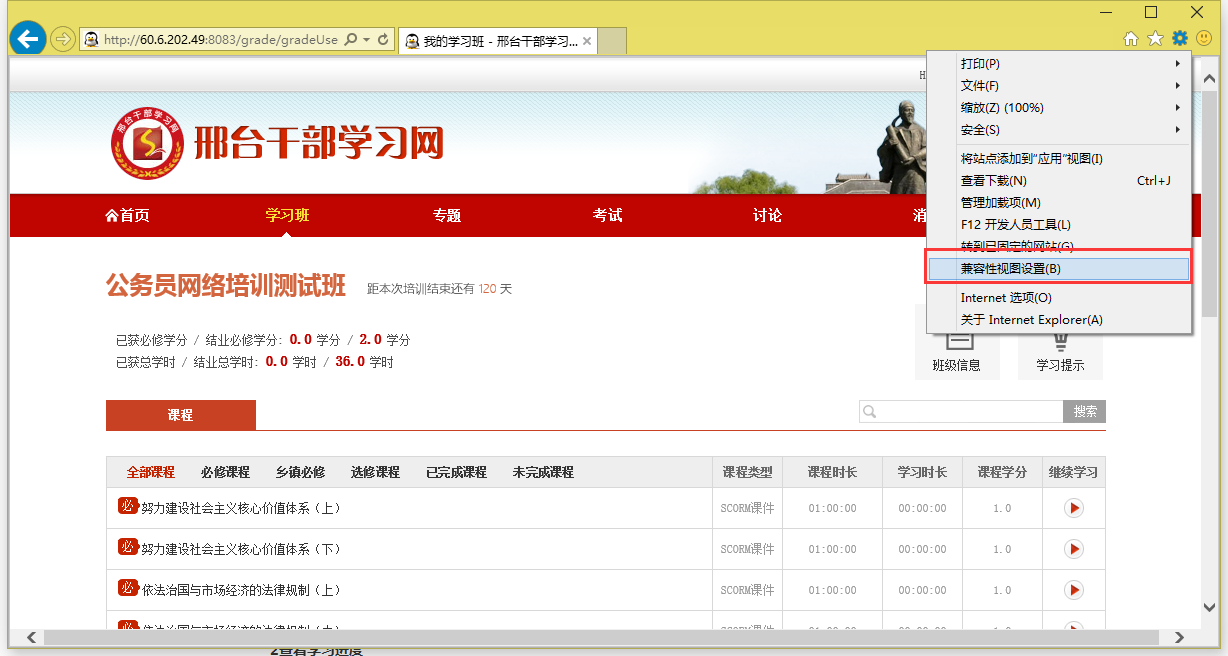 http://60.6.202.49:8083/grade/gradeUse
我的学习班 - 邢台干部学习...
H
邢台干部学习网
邢台干部学习网
首页 学习班 专题 考试 讨论 消
打印(P)
文件(F)
缩放(Z) (100%)
安全(S)
将站点添加到“应用”视图(I)
查看下载(N) Ctrl+J
管理加载项(M)
F12 开发人员工具(L)
转到已固定的网站(G)
兼容性视图设置(B)
Internet 选项(O)
关于 Internet Explorer(A)
公务员网络培训测试班 距本次培训结束还有 120 天
已获必修学分 / 结业必修学分: 0.0 学分 / 2.0 学分
已获总学时 / 结业总学时: 0.0 学时 / 36.0 学时
班级信息 学习提示
课程 搜索
全部课程 必修课程 乡镇必修 选修课程 已完成课程 未完成课程 课程类型 课程时长 学习时长 课程学分 继续学习
必 努力建设社会主义核心价值体系（上） SCORM课件 01:00:00 00:00:00 1.0
必 努力建设社会主义核心价值体系（下） SCORM课件 01:00:00 00:00:00 1.0
必 依法治国与市场经济的法律规制（上） SCORM课件 01:00:00 00:00:00 1.0
2查看学习进度